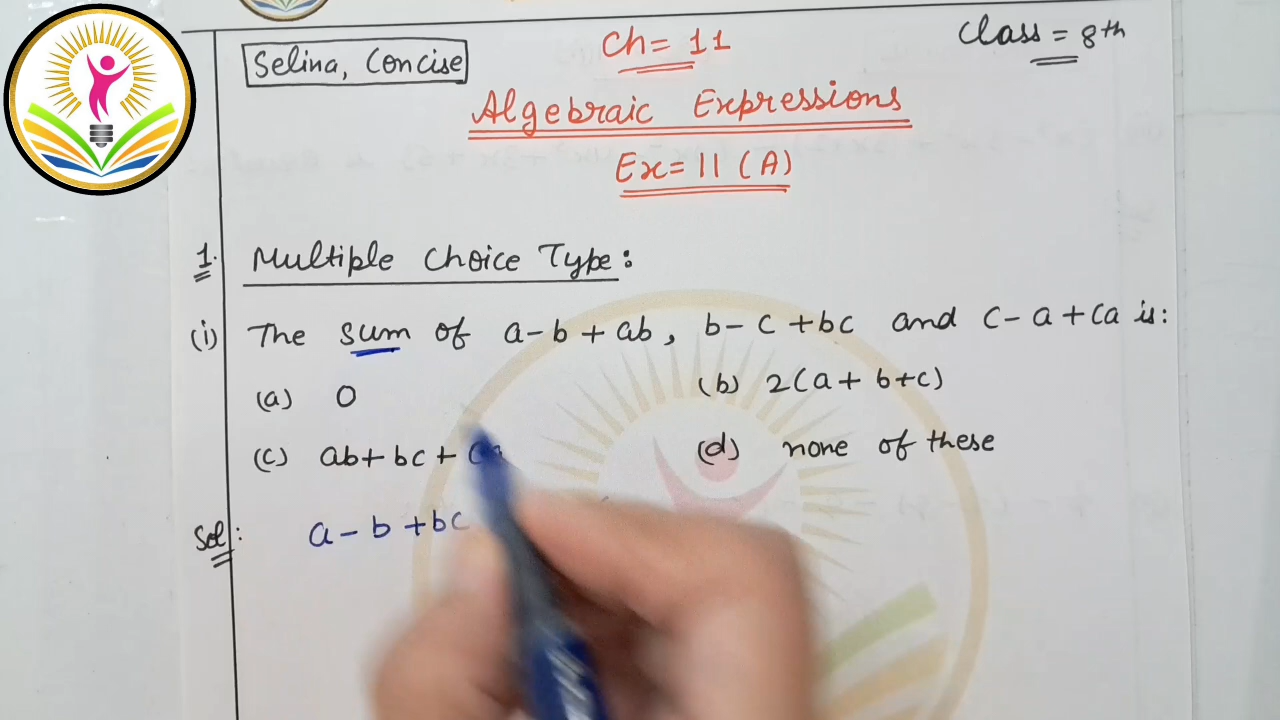 Selina, Concise
Ch = 11
Class = 8th
Algebraic Expressions
Ex = 11 (A)
1. Multiple Choice Type:
(i) The sum of a-b+ab, b-c+bc and c-a+ca is:
(a) 0 (b) 2(a+b+c)
(c) ab+bc+ (d) none of these
Sol: a-b+bc